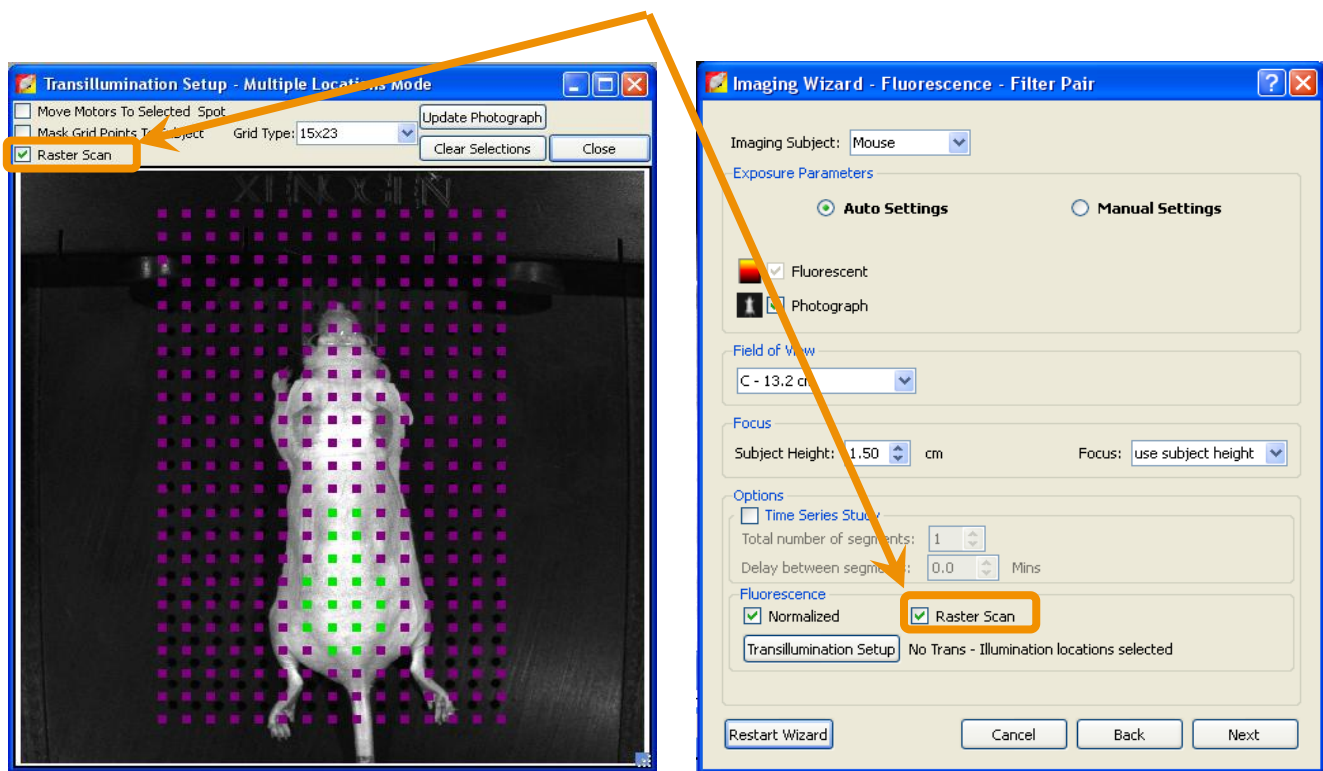 Transillumination Setup - Multiple Locations Mode
Move Motors To Selected Spot
Update Photograph
Mask Grid Points To Subject
Grid Type: 15x23
Raster Scan
Clear Selections
Close
XENOGEN
Imaging Wizard - Fluorescence - Filter Pair
Imaging Subject: Mouse
Exposure Parameters
Auto Settings
Manual Settings
Fluorescent
Photograph
Field of View
C - 13.2 cm
Focus
Subject Height: 1.50 cm
Focus: use subject height
Options
Time Series Study
Total number of segments: 1
Delay between segments: 0.0 Mins
Fluorescence
Normalized
Raster Scan
Transillumination Setup
No Trans - Illumination locations selected
Restart Wizard
Cancel
Back
Next